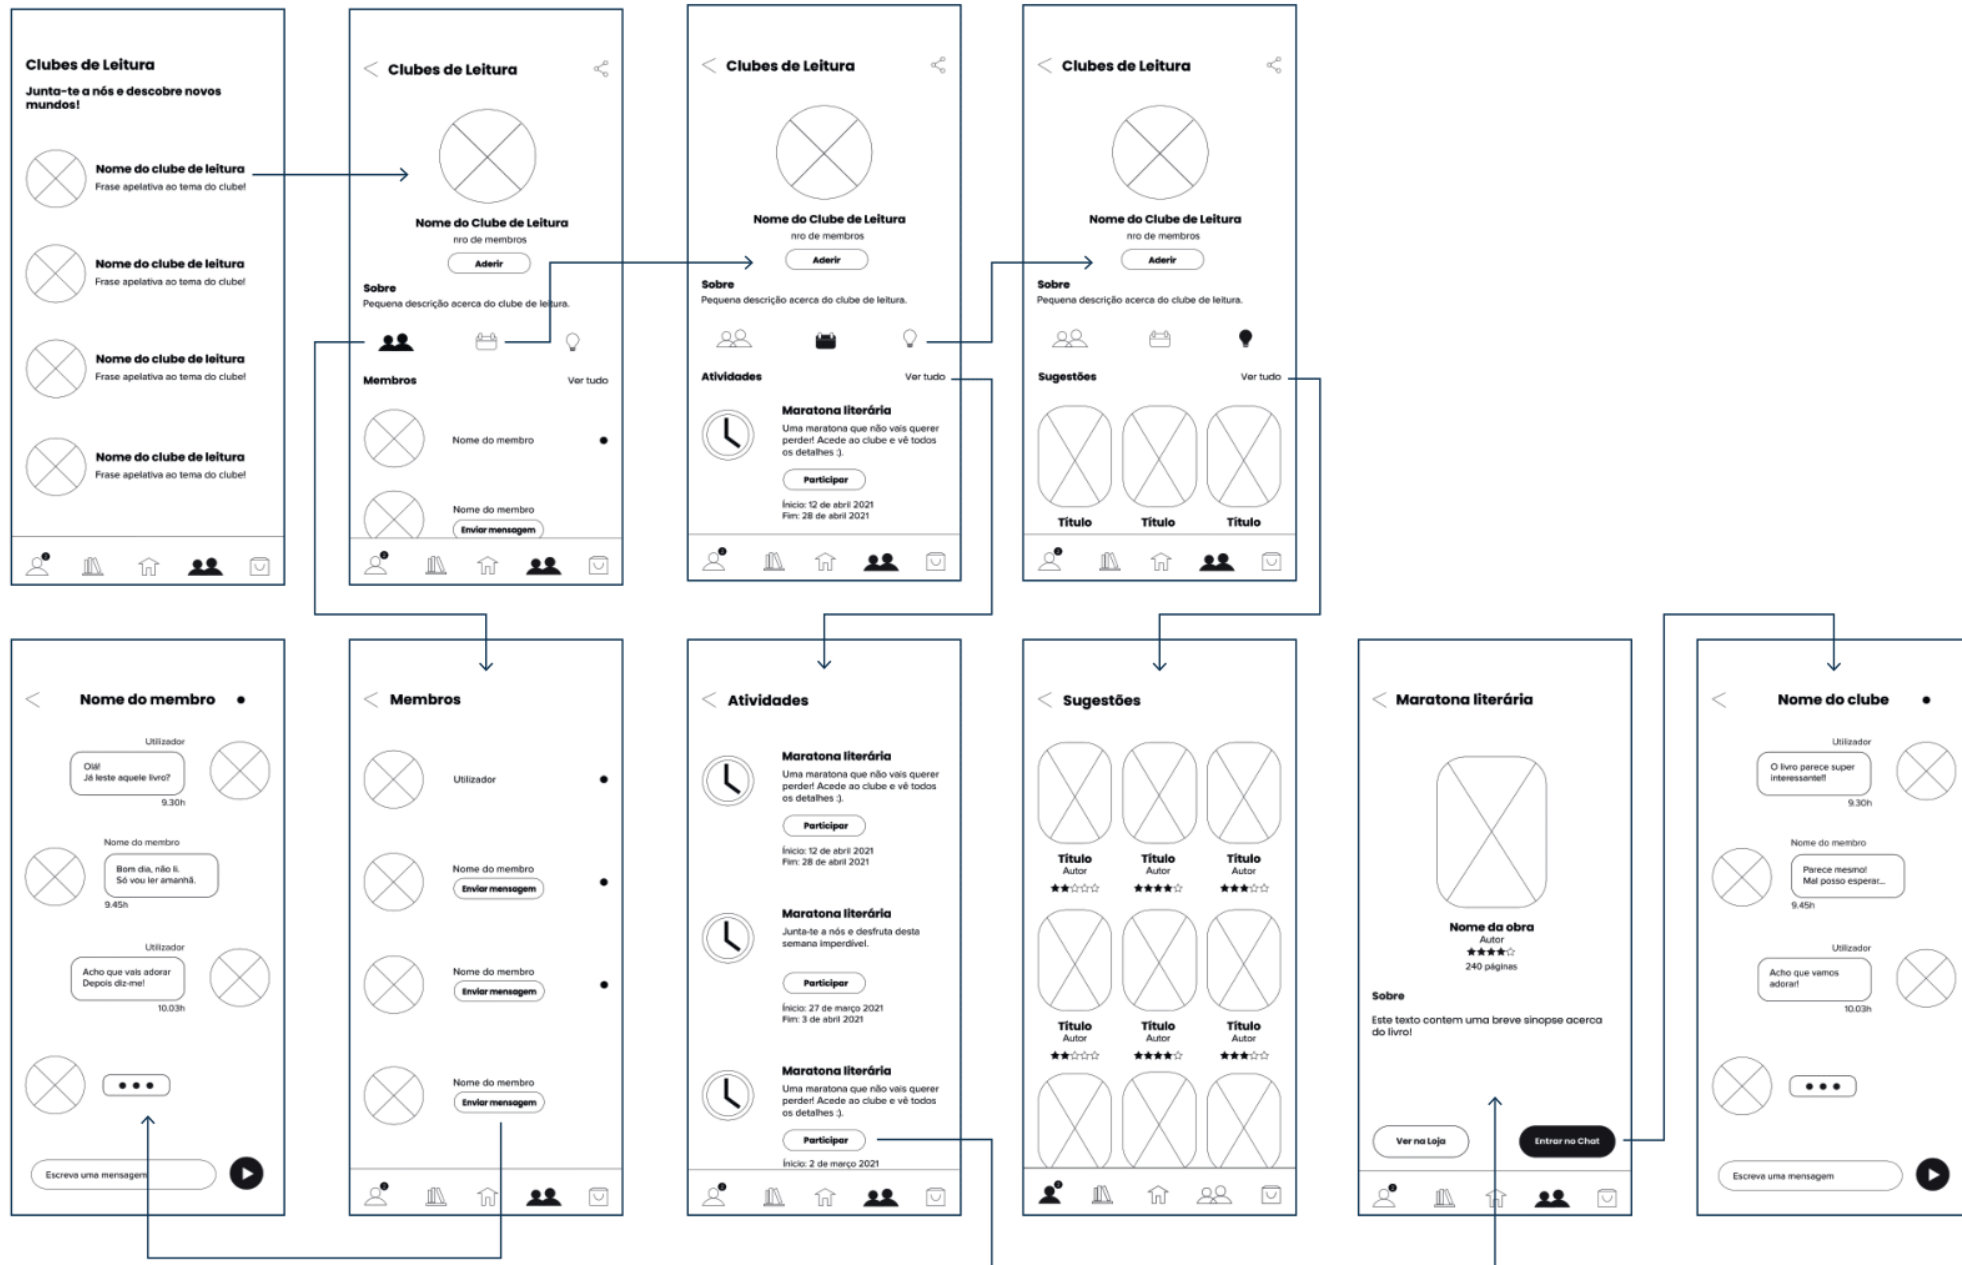 Clubes de Leitura
Junta-te a nós e descobre novos
mundos!
Nome do clube de leitura
Frase apelativa ao tema do clube!
Nome do clube de leitura
Frase apelativa ao tema do clube!
Nome do clube de leitura
Frase apelativa ao tema do clube!
Nome do clube de leitura
Frase apelativa ao tema do clube!
Clubes de Leitura
Nome do Clube de Leitura
nro de membros
Aderir
Sobre
Pequena descrição acerca do clube de leitura.
Membros
Ver tudo
Nome do membro
Nome do membro
Enviar mensagem
Clubes de Leitura
Nome do Clube de Leitura
nro de membros
Aderir
Sobre
Pequena descrição acerca do clube de leitura.
Atividades
Ver tudo
Maratona literária
Uma maratona que não vais querer
perder! Acede ao clube e vê todos
os detalhes :).
Participar
Ínicio: 12 de abril 2021
Fim: 28 de abril 2021
Clubes de Leitura
Nome do Clube de Leitura
nro de membros
Aderir
Sobre
Pequena descrição acerca do clube de leitura.
Sugestões
Ver tudo
Título
Título
Título
Nome do membro
Utilizador
Olá!
Já leste aquele livro?
9.30h
Nome do membro
Bom dia, não li.
Só vou ler amanhã.
9.45h
Utilizador
Acho que vais adorar
Depois diz-me!
10.03h
Escreva uma mensagem
Membros
Utilizador
Nome do membro
Enviar mensagem
Nome do membro
Enviar mensagem
Nome do membro
Enviar mensagem
Atividades
Maratona literária
Uma maratona que não vais querer
perder! Acede ao clube e vê todos
os detalhes :).
Participar
Ínicio: 12 de abril 2021
Fim: 28 de abril 2021
Maratona literária
Junta-te a nós e desfruta desta
semana imperdível.
Participar
Ínicio: 27 de março 2021
Fim: 3 de abril 2021
Maratona literária
Uma maratona que não vais querer
perder! Acede ao clube e vê todos
os detalhes :).
Participar
Ínicio: 2 de março 2021
Sugestões
Título
Autor
Título
Autor
Título
Autor
Título
Autor
Título
Autor
Título
Autor
Maratona literária
Nome da obra
Autor
240 páginas
Sobre
Este texto contem uma breve sinopse acerca
do livro!
Ver na Loja
Entrar no Chat
Nome do clube
Utilizador
O livro parece super
interessante!!
9.30h
Nome do membro
Parece mesmo!
Mal posso esperar...
9.45h
Utilizador
Acho que vamos
adorar!
10.03h
Escreva uma mensagem